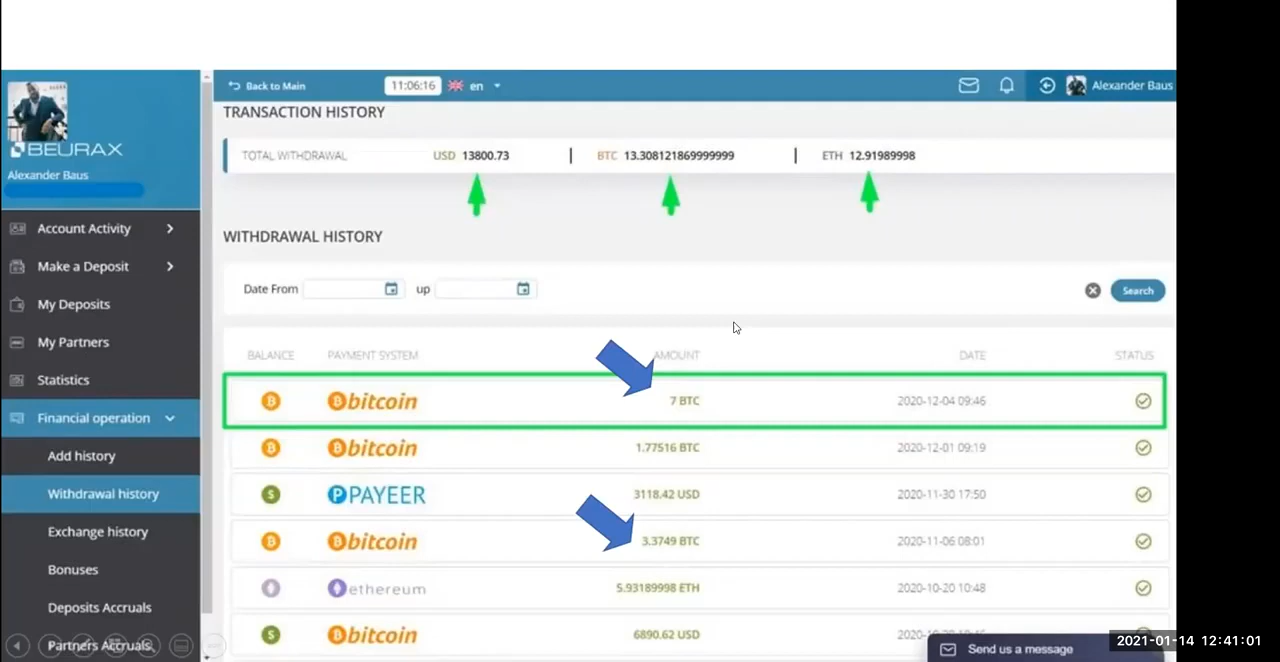 Back to Main 11:06:16 en Alexander Baus
BEURAX
Alexander Baus
TRANSACTION HISTORY
TOTAL WITHDRAWAL USD 13800.73 | BTC 13.308121869999999 | ETH 12.91989998
Account Activity
Make a Deposit
My Deposits
My Partners
Statistics
Financial operation
Add history
Withdrawal history
Exchange history
Bonuses
Deposits Accruals
Partners Accruals
WITHDRAWAL HISTORY
Date From up Search
BALANCE PAYMENT SYSTEM AMOUNT DATE STATUS
bitcoin 7 BTC 2020-12-04 09:46
bitcoin 1.77516 BTC 2020-12-01 09:19
PAYEER 3118.42 USD 2020-11-30 17:50
bitcoin 3.3749 BTC 2020-11-06 08:01
ethereum 5.93189998 ETH 2020-10-20 10:48
bitcoin 6890.62 USD
Send us a message
2021-01-14 12:41:01